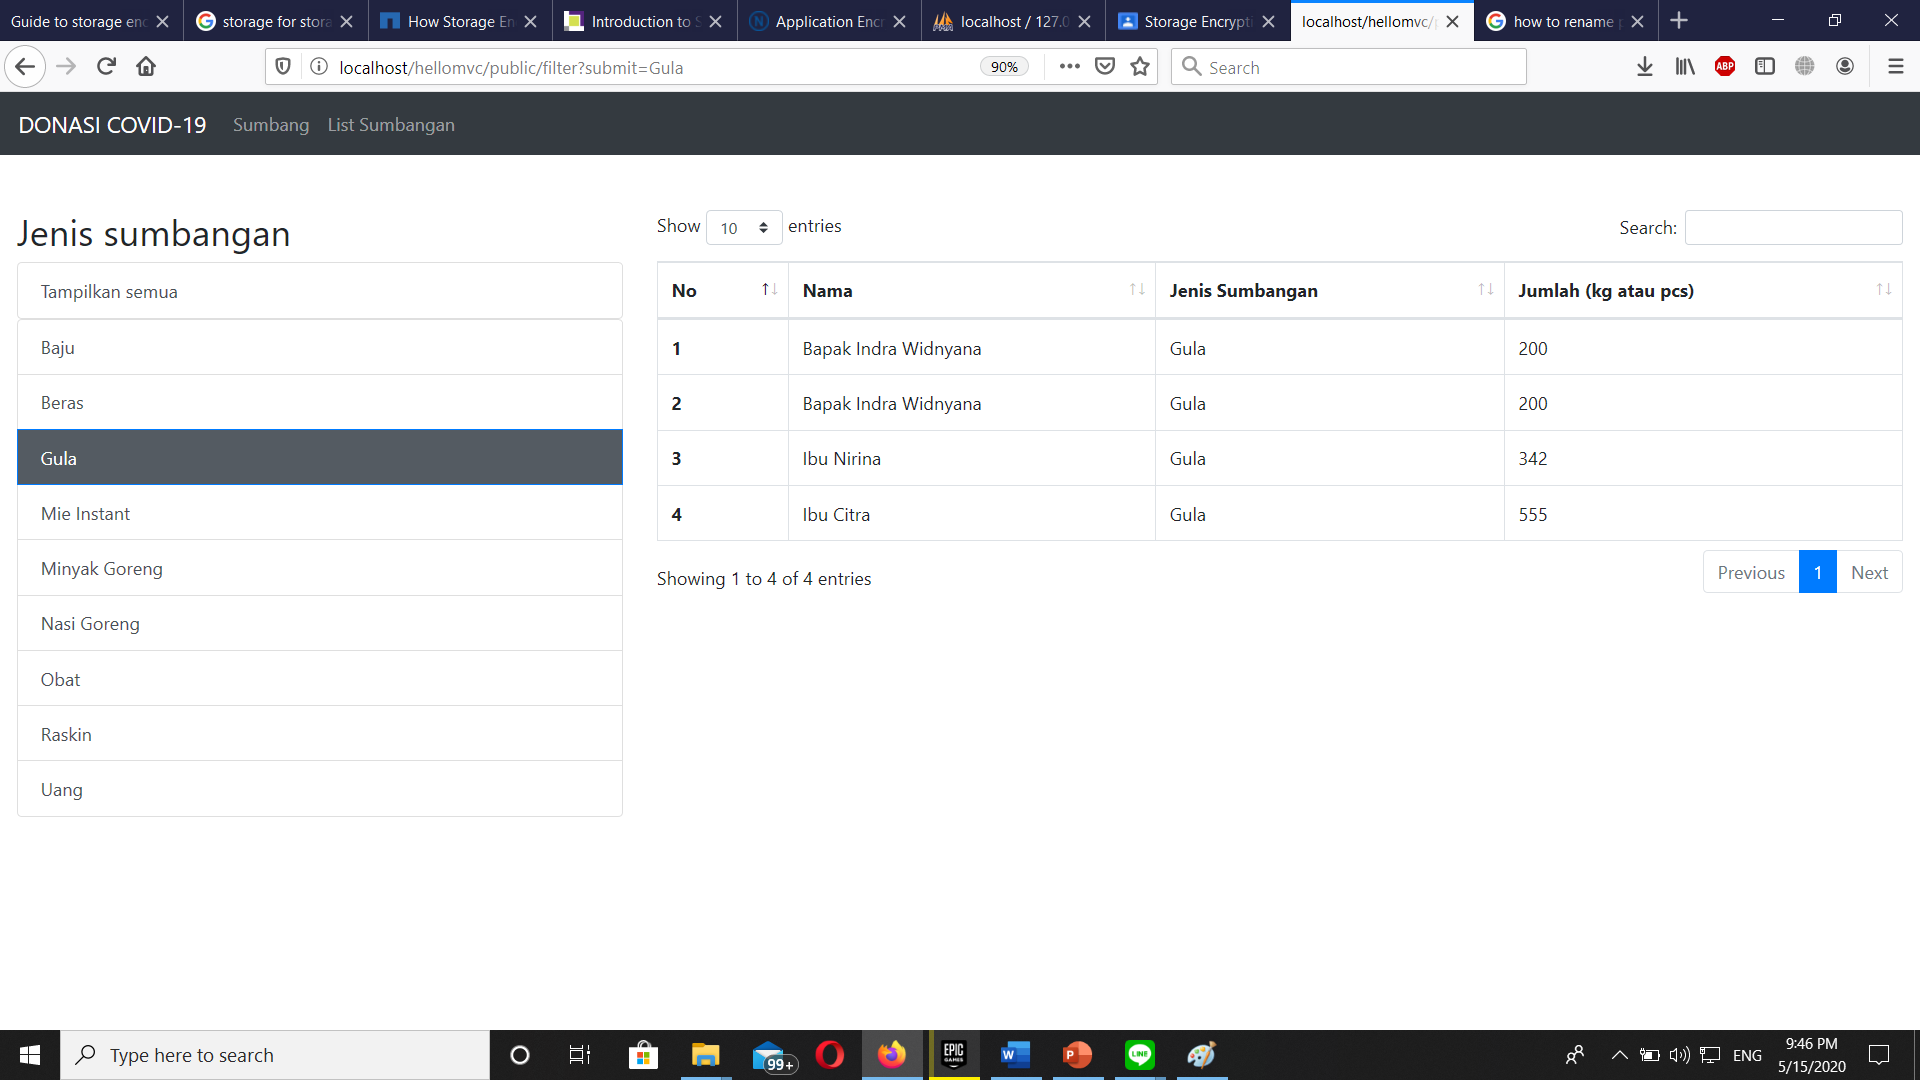 Guide to storage enc
storage for stora
How Storage En
Introduction to S
Application Encr
localhost / 127.0
Storage Encrypti
localhost/hellomvc/p
how to rename p
localhost/hellomvc/public/filter?submit=Gula
90%
Search
ABP
DONASI COVID-19 Sumbang List Sumbangan
Jenis sumbangan
Tampilkan semua
Baju
Beras
Gula
Mie Instant
Minyak Goreng
Nasi Goreng
Obat
Raskin
Uang
Show 10 entries
Search:
No Nama Jenis Sumbangan Jumlah (kg atau pcs)
1 Bapak Indra Widnyana Gula 200
2 Bapak Indra Widnyana Gula 200
3 Ibu Nirina Gula 342
4 Ibu Citra Gula 555
Showing 1 to 4 of 4 entries
Previous 1 Next
Type here to search
99+
EPIC
GAMES
W
P
LINE
ENG
9:46 PM
5/15/2020